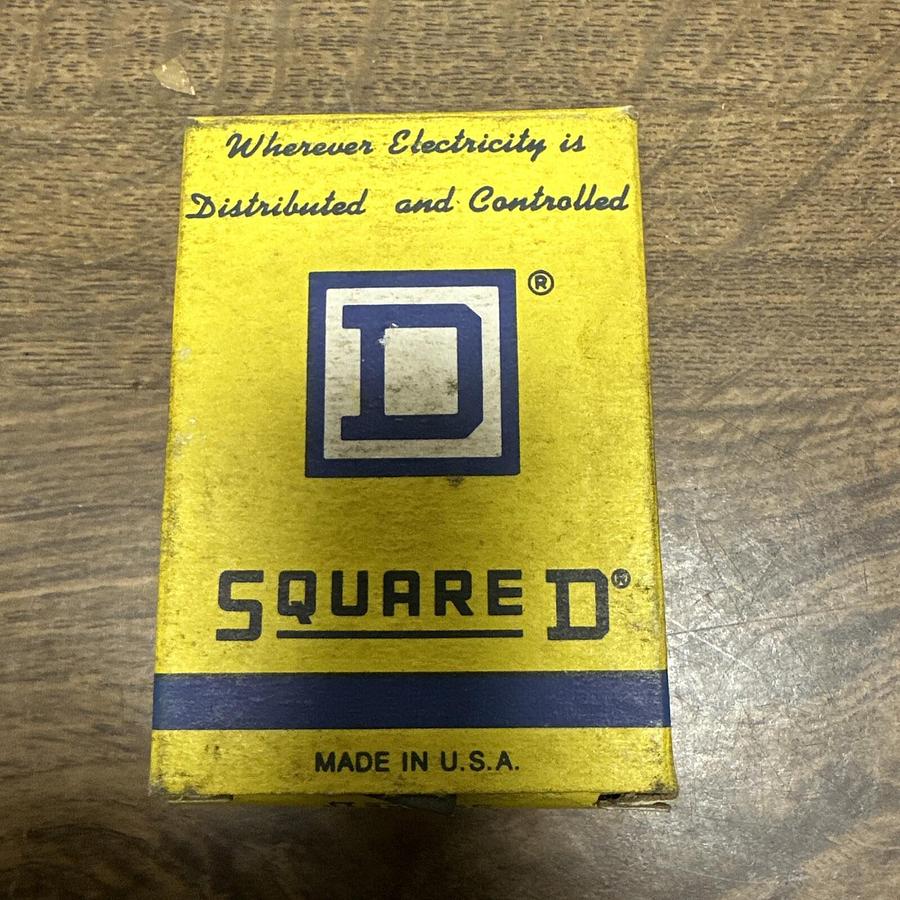 Wherever Electricity is
Distributed and Controlled
D ®
SQUARE D®
MADE IN U.S.A.